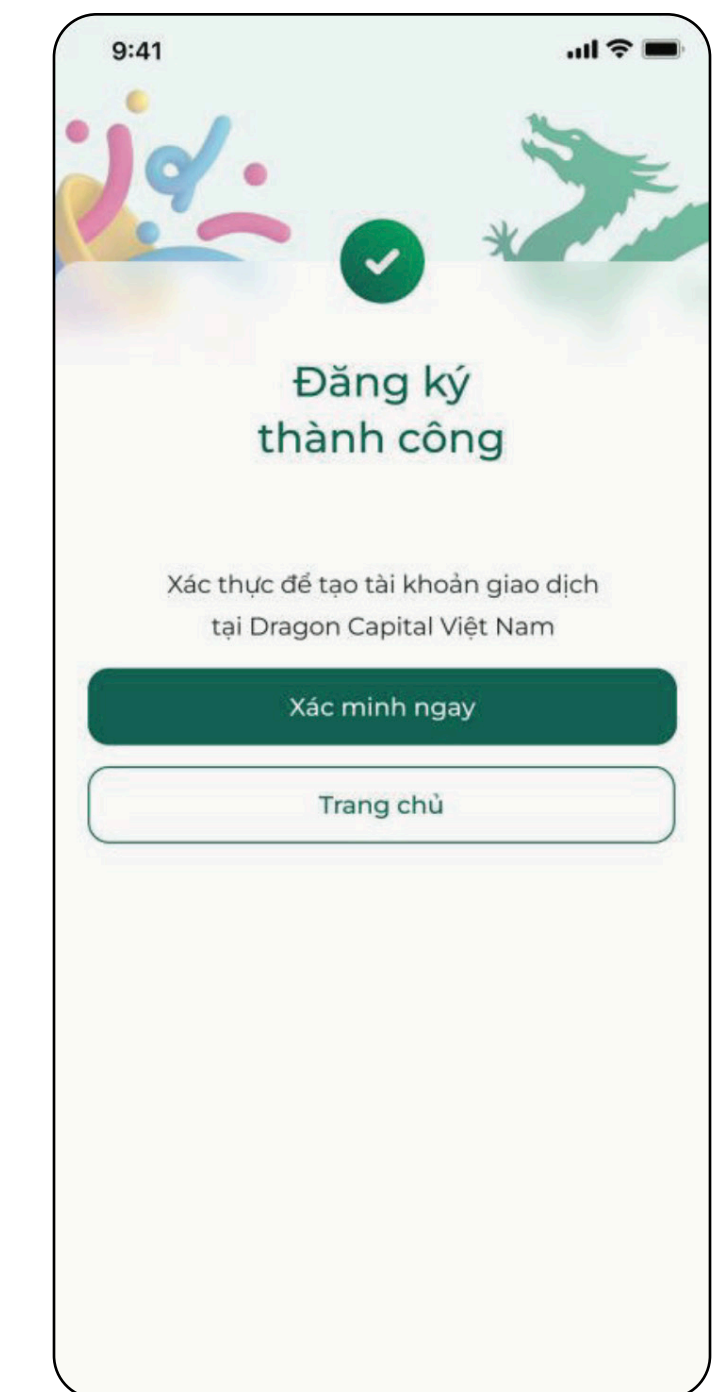 9:41
Đăng ký
thành công
Xác thực để tạo tài khoản giao dịch
tại Dragon Capital Việt Nam
Xác minh ngay
Trang chủ